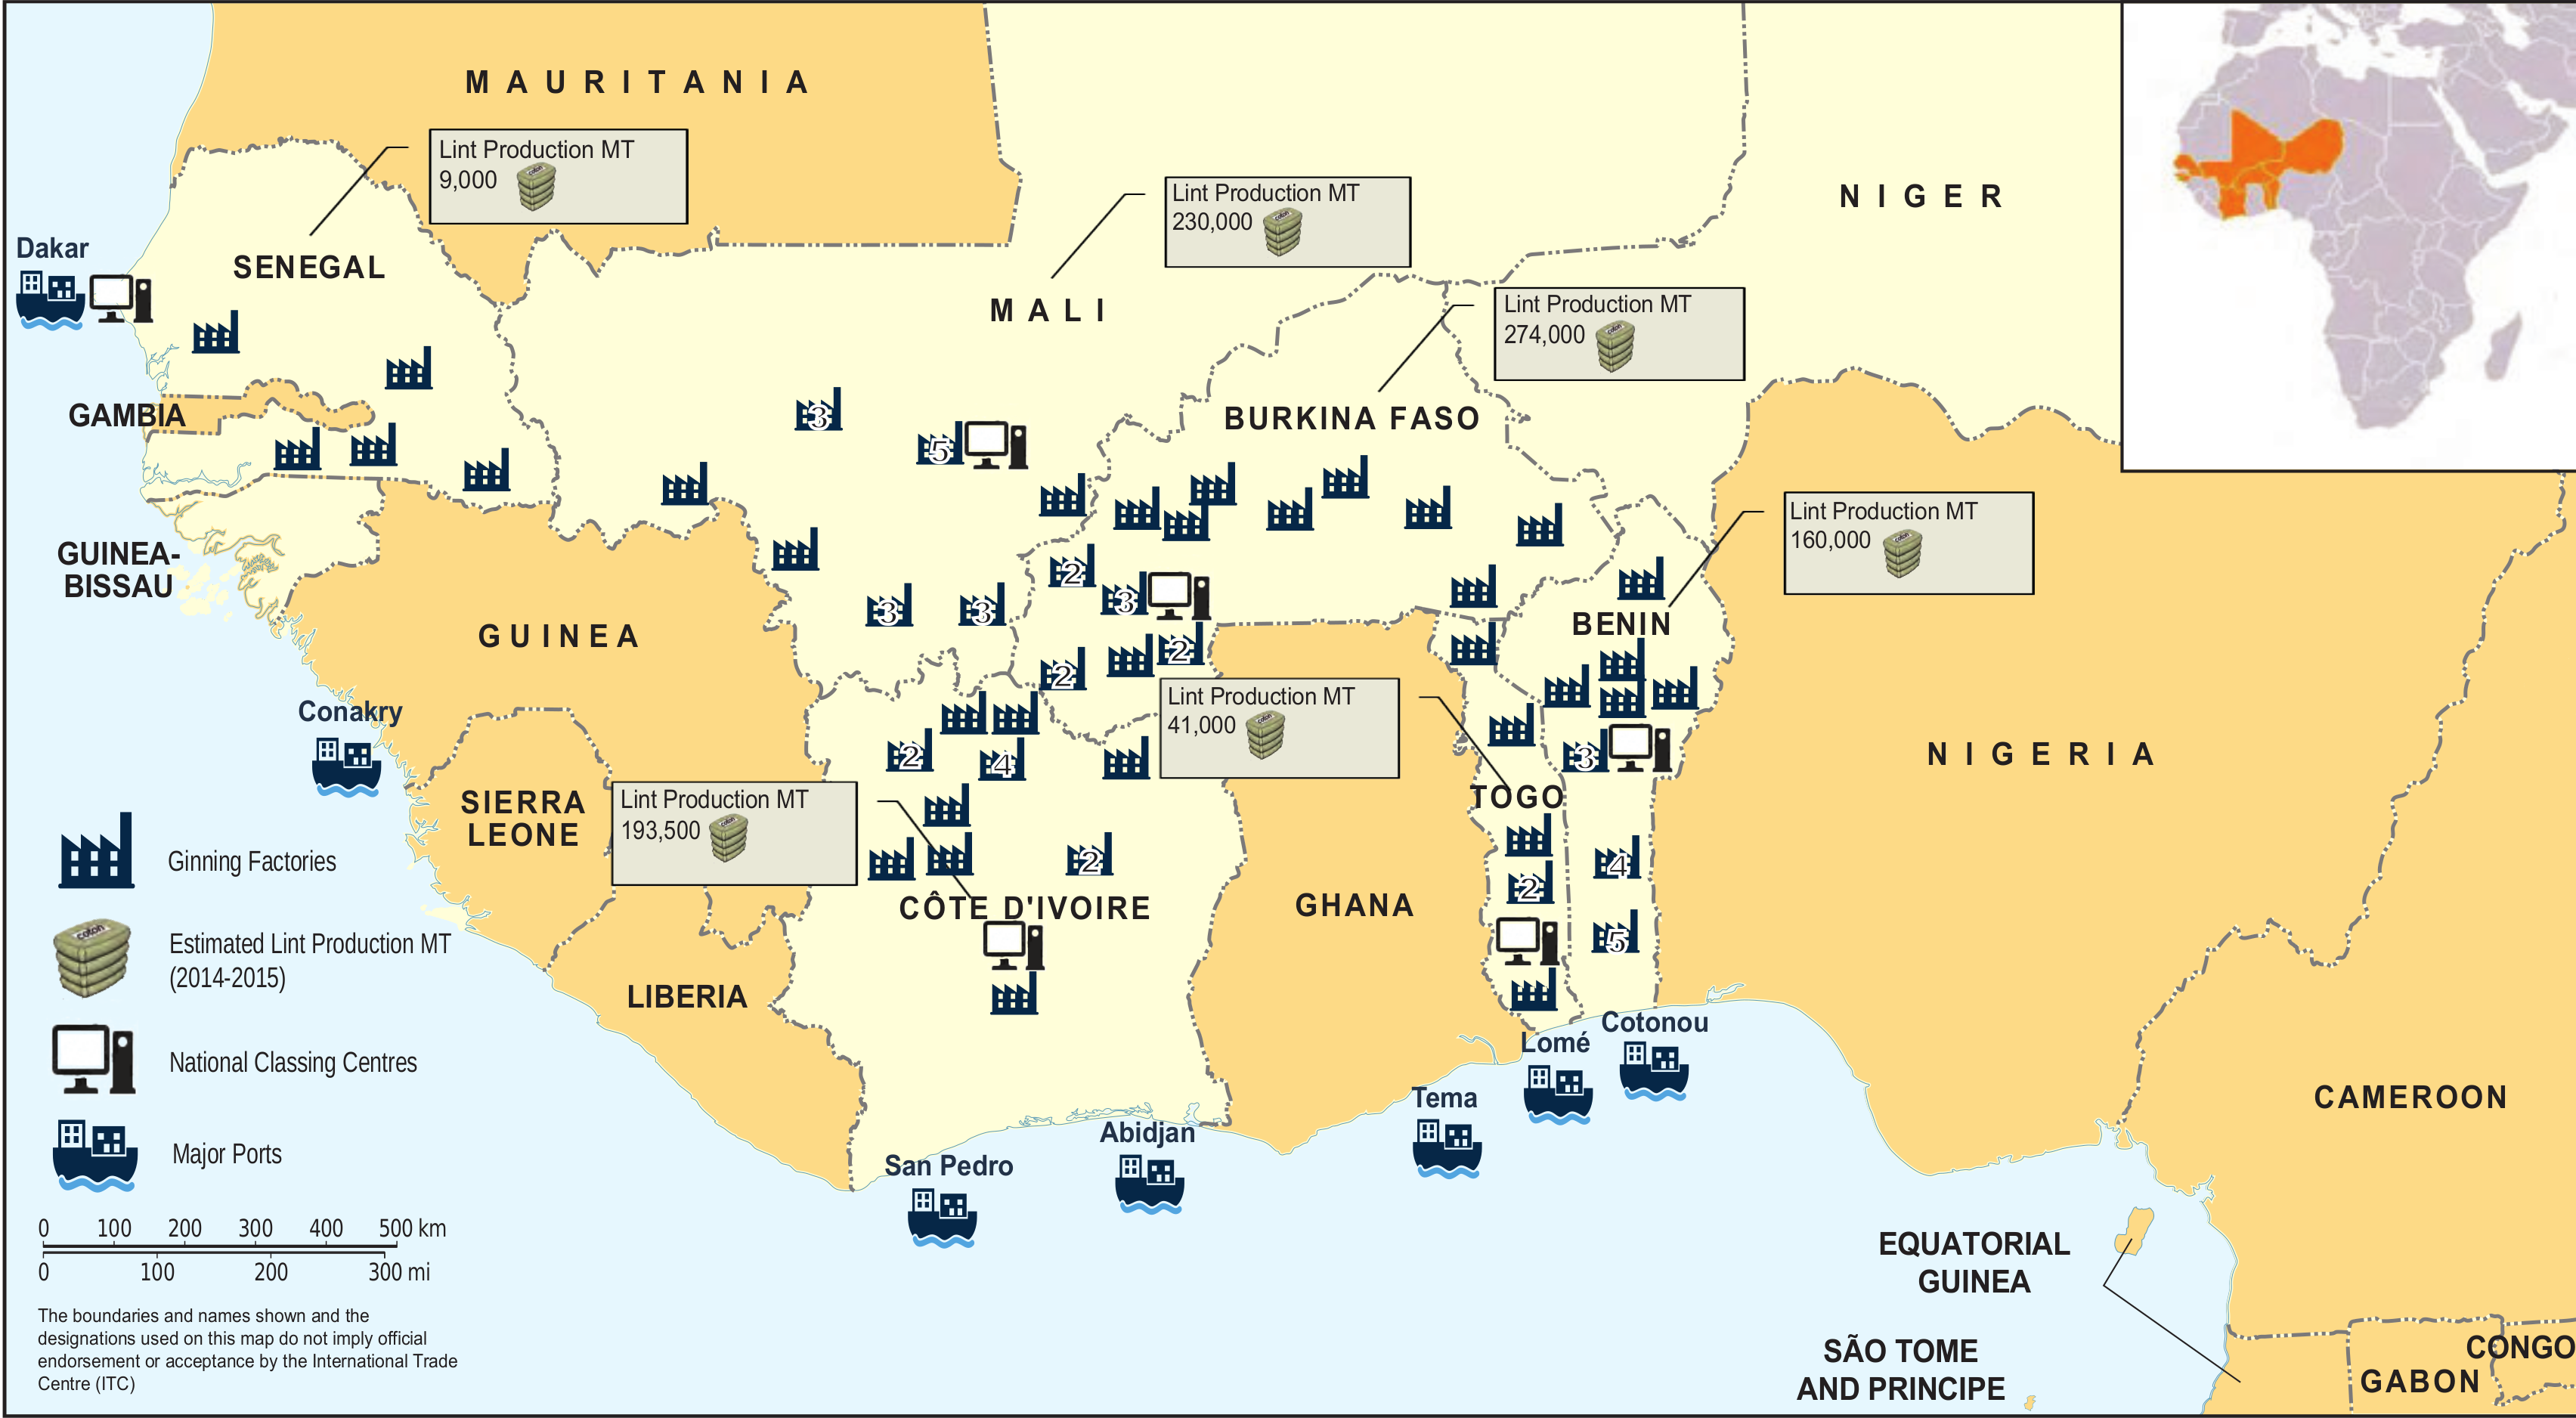 MAURITANIA
Lint Production MT
9,000
Lint Production MT
230,000
NIGER
Dakar
SENEGAL
MALI
Lint Production MT
274,000
GAMBIA
BURKINA FASO
3
5
Lint Production MT
160,000
GUINEA-
BISSAU
2
3
3
3
GUINEA
BENIN
2
2
Lint Production MT
41,000
Conakry
2
4
3
NIGERIA
SIERRA
LEONE
Lint Production MT
193,500
TOGO
2
4
2
CÔTE D'IVOIRE
GHANA
5
LIBERIA
Cotonou
Lomé
Tema
Abidjan
San Pedro
CAMEROON
Ginning Factories
coton
Estimated Lint Production MT
(2014-2015)
National Classing Centres
Major Ports
0 100 200 300 400 500 km
0 100 200 300 mi
The boundaries and names shown and the
designations used on this map do not imply official
endorsement or acceptance by the International Trade
Centre (ITC)
EQUATORIAL
GUINEA
SÃO TOME
AND PRINCIPE
CONGO
GABON